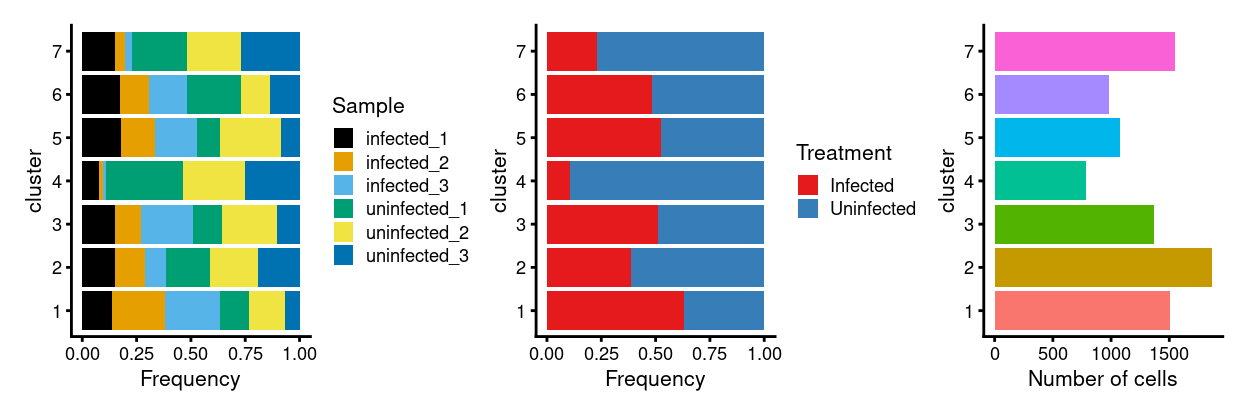 7
6
5
4
3
2
1
cluster
0.00 0.25 0.50 0.75 1.00
Frequency
Sample
infected_1
infected_2
infected_3
uninfected_1
uninfected_2
uninfected_3
7
6
5
4
3
2
1
cluster
0.00 0.25 0.50 0.75 1.00
Frequency
Treatment
Infected
Uninfected
7
6
5
4
3
2
1
cluster
0 500 1000 1500
Number of cells